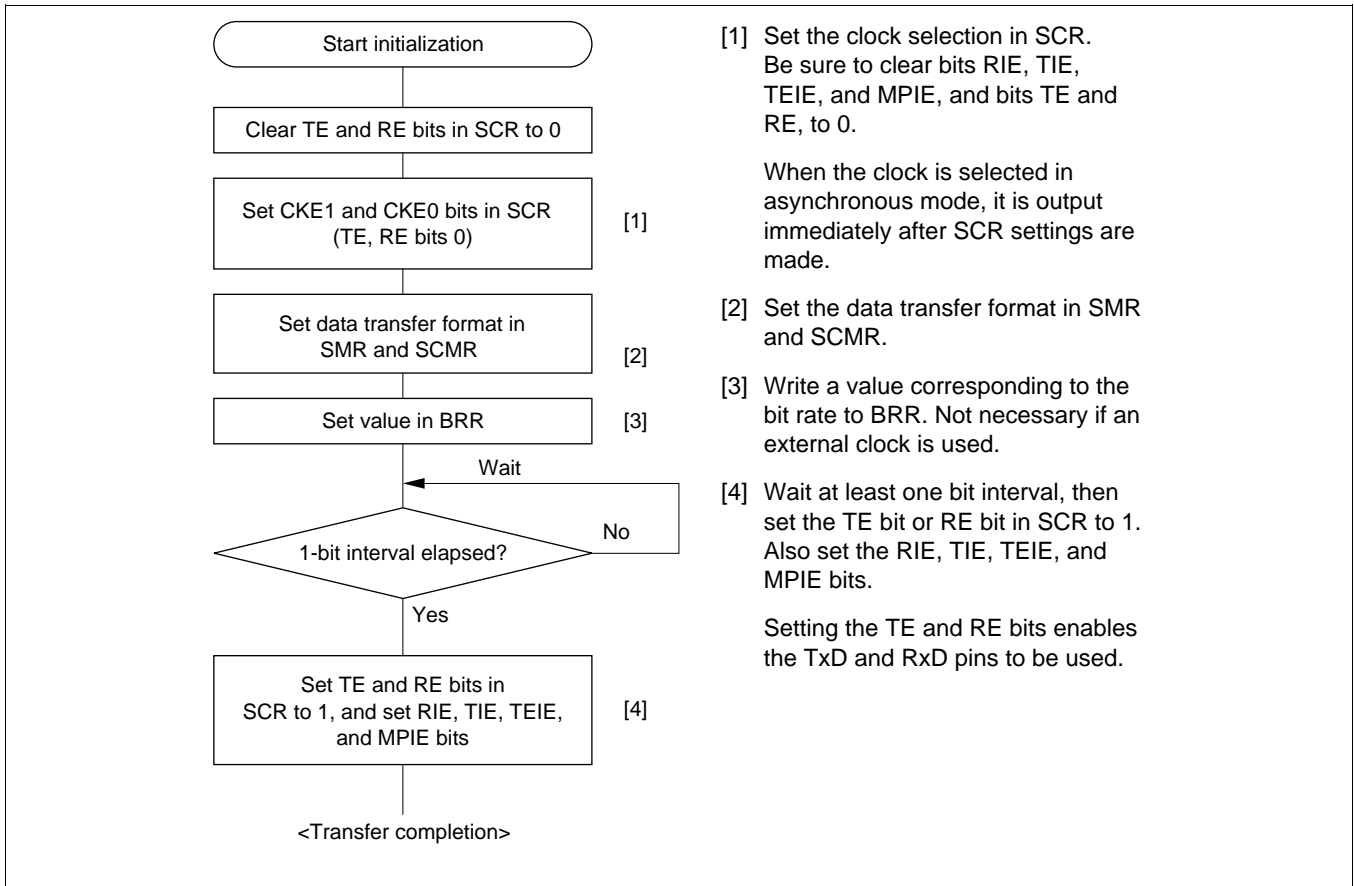 Start initialization
Clear TE and RE bits in SCR to 0
Set CKE1 and CKE0 bits in SCR
(TE, RE bits 0)
[1]
Set data transfer format in
SMR and SCMR
[2]
Set value in BRR
[3]
Wait
No
1-bit interval elapsed?
Yes
Set TE and RE bits in
SCR to 1, and set RIE, TIE, TEIE,
and MPIE bits
[4]
<Transfer completion>
[1] Set the clock selection in SCR.
Be sure to clear bits RIE, TIE,
TEIE, and MPIE, and bits TE and
RE, to 0.
When the clock is selected in
asynchronous mode, it is output
immediately after SCR settings are
made.
[2] Set the data transfer format in SMR
and SCMR.
[3] Write a value corresponding to the
bit rate to BRR. Not necessary if an
external clock is used.
[4] Wait at least one bit interval, then
set the TE bit or RE bit in SCR to 1.
Also set the RIE, TIE, TEIE, and
MPIE bits.
Setting the TE and RE bits enables
the TxD and RxD pins to be used.